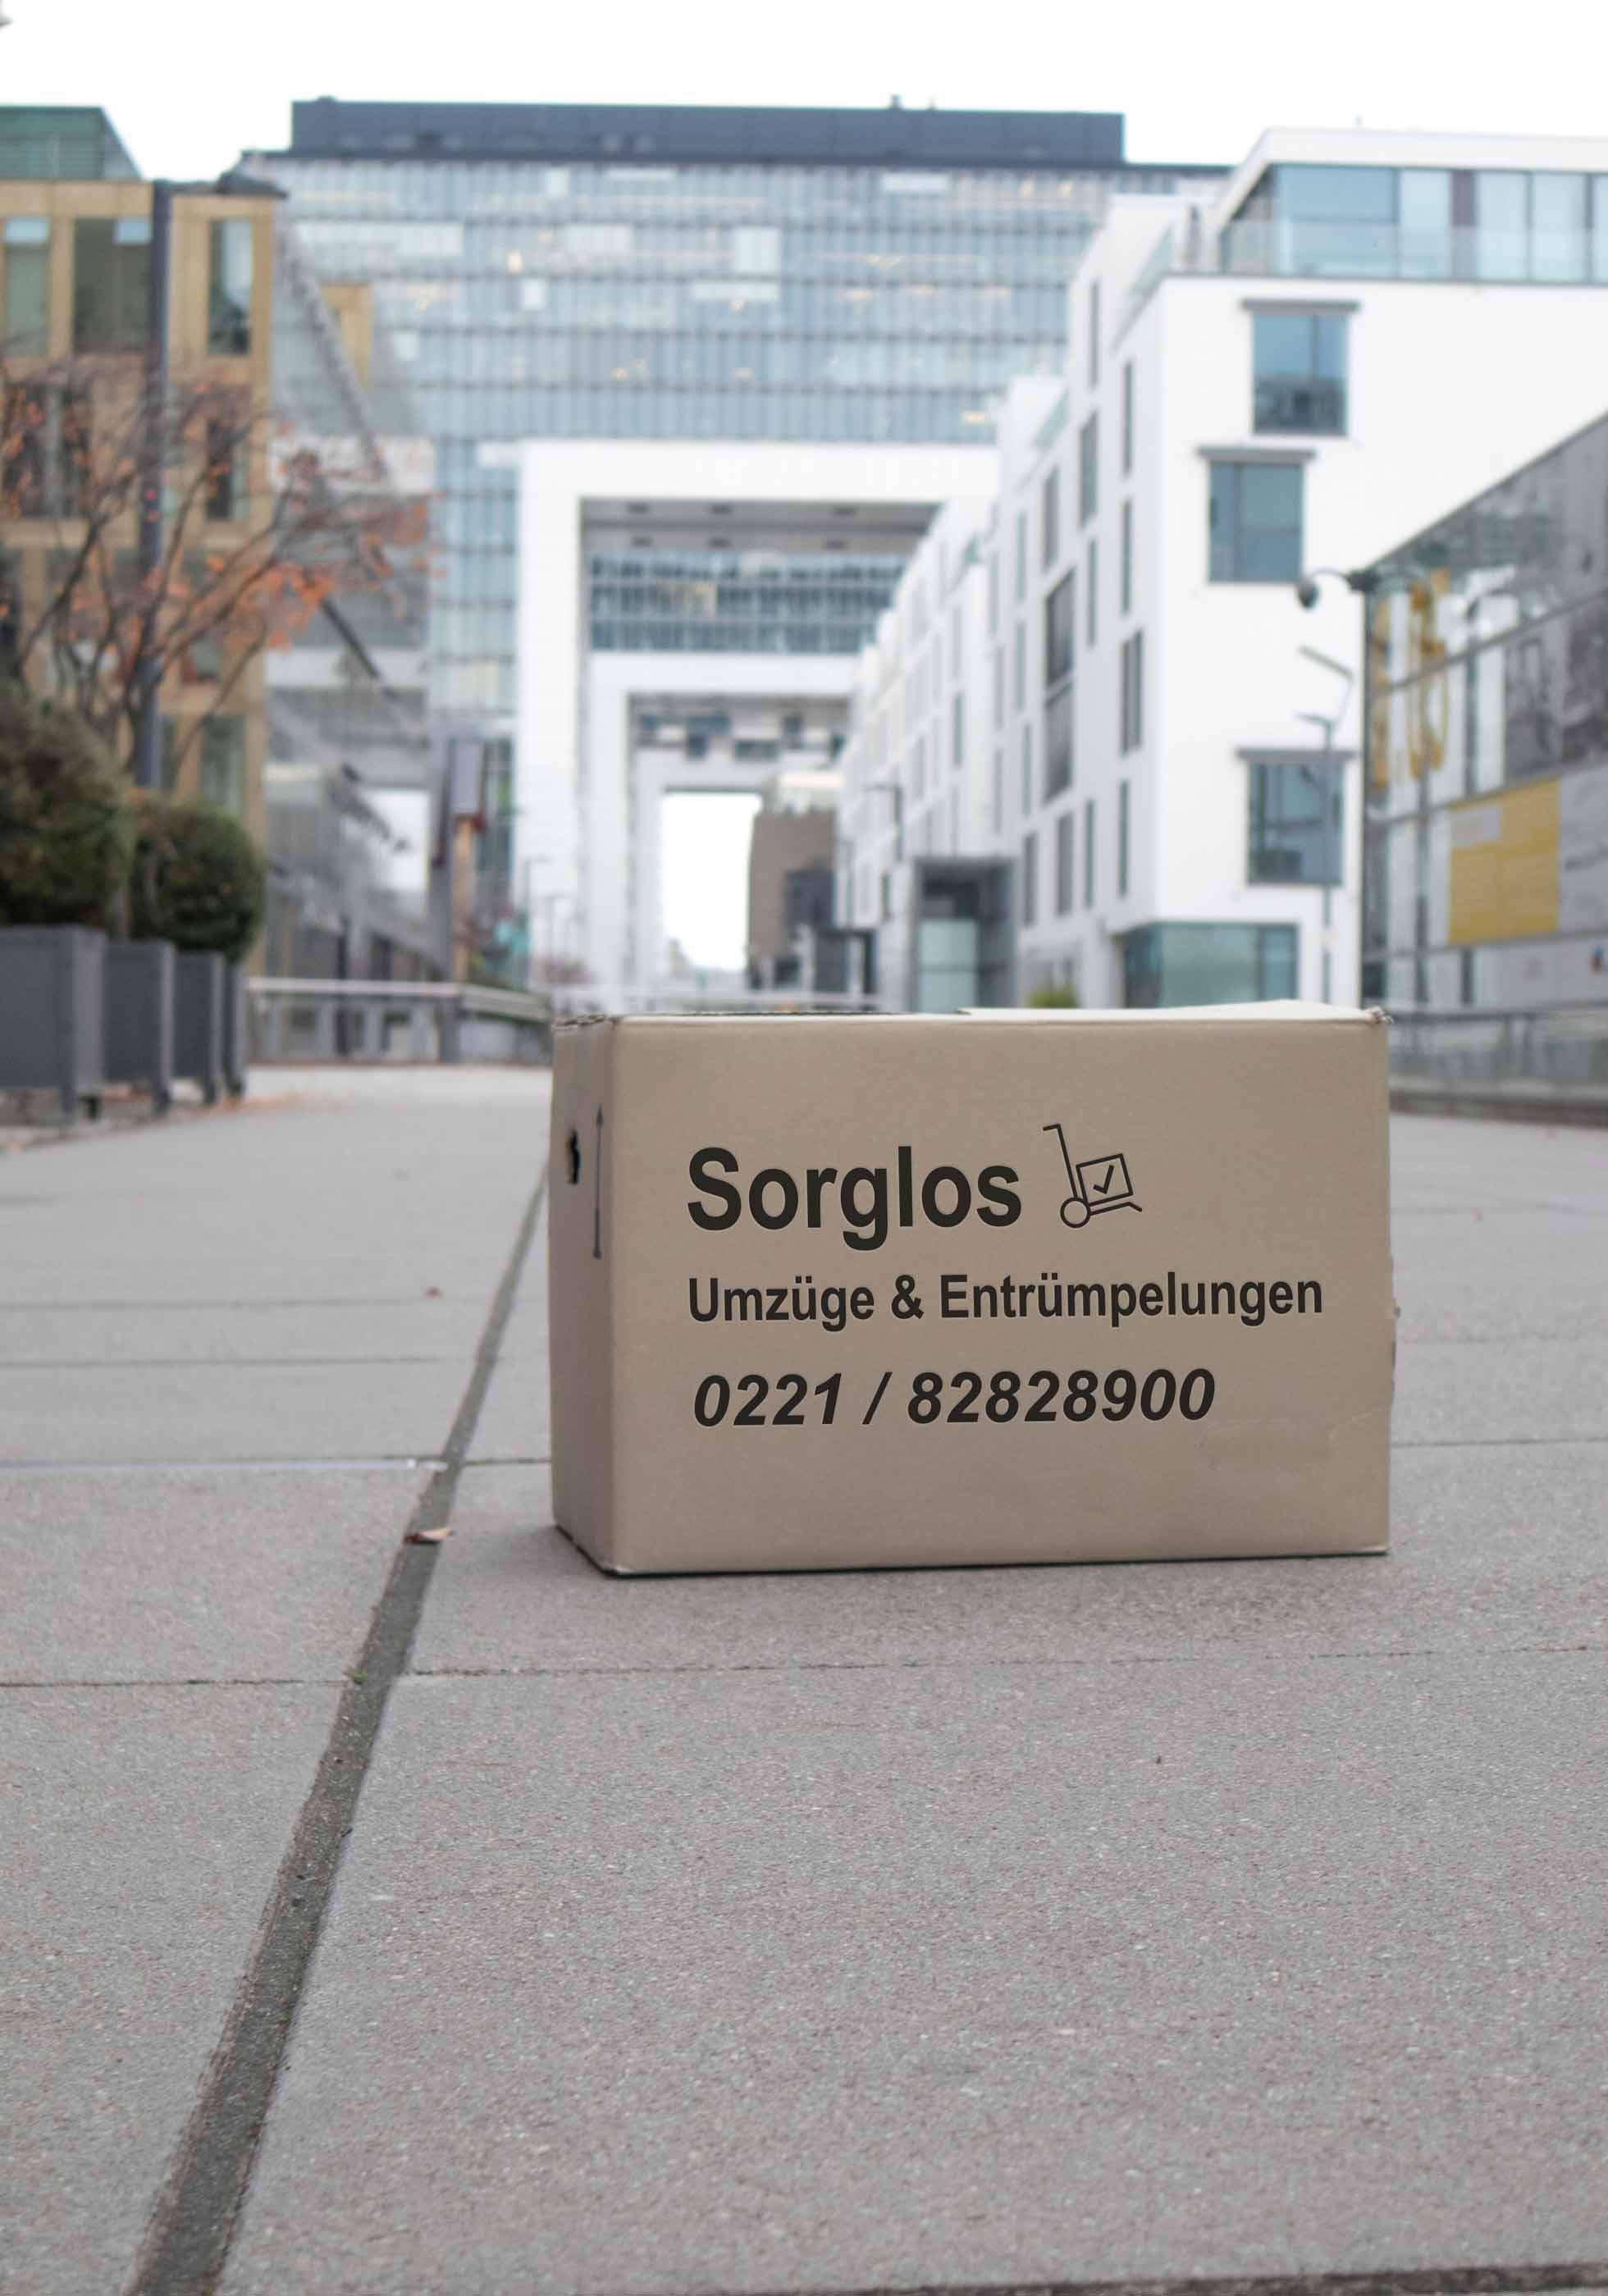 Sorglos
Umzüge & Entrümpelungen
0221 / 82828900